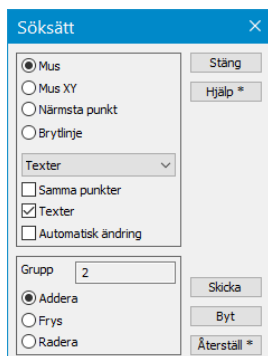 Söksätt
Mus
Stäng
Mus XY
Hjälp *
Närmsta punkt
Brytlinje
Texter
Samma punkter
Texter
Automatisk ändring
Grupp 2
Skicka
Addera
Frys
Byt
Radera
Återställ *